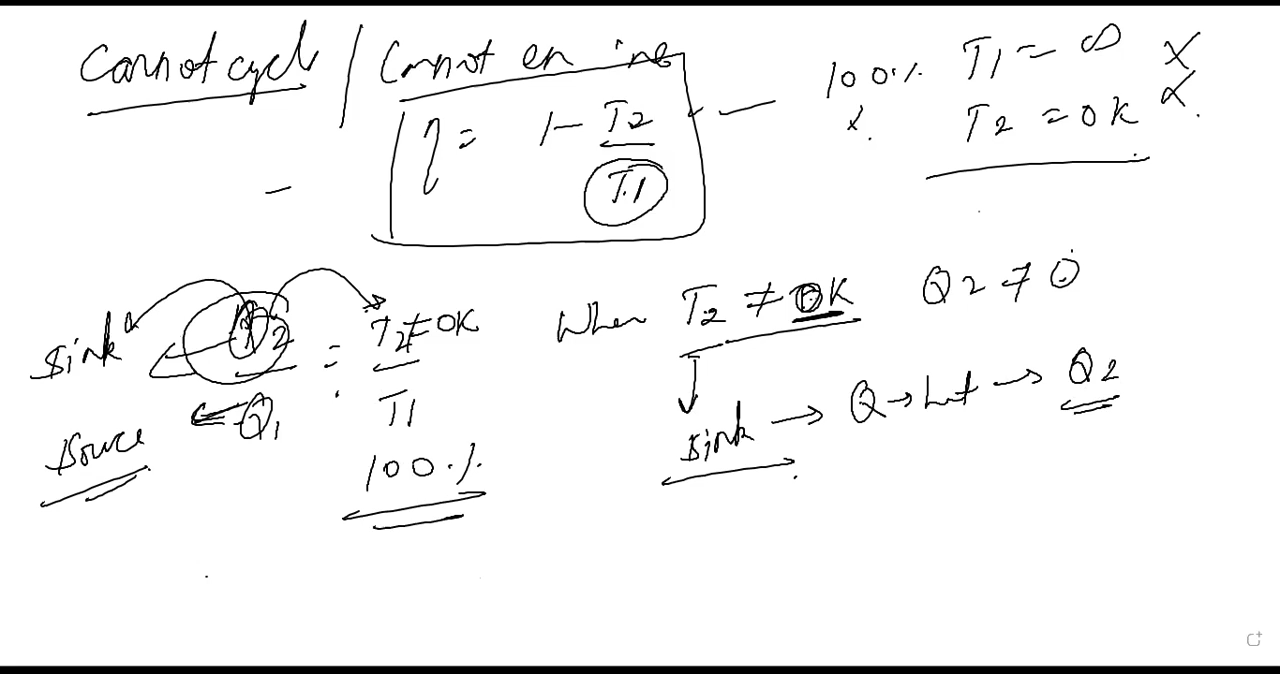 Carnot cycle / Carnot engine
η = 1 - T2 / T1
100% T1 = ∞ X
x. T2 = 0K X.
Sink Q2 / Q1 = T2 ≠ 0K / T1
Source
100%
When T2 ≠ 0K Q2 ≠ 0
↓
Sink → Q → heat → Q2